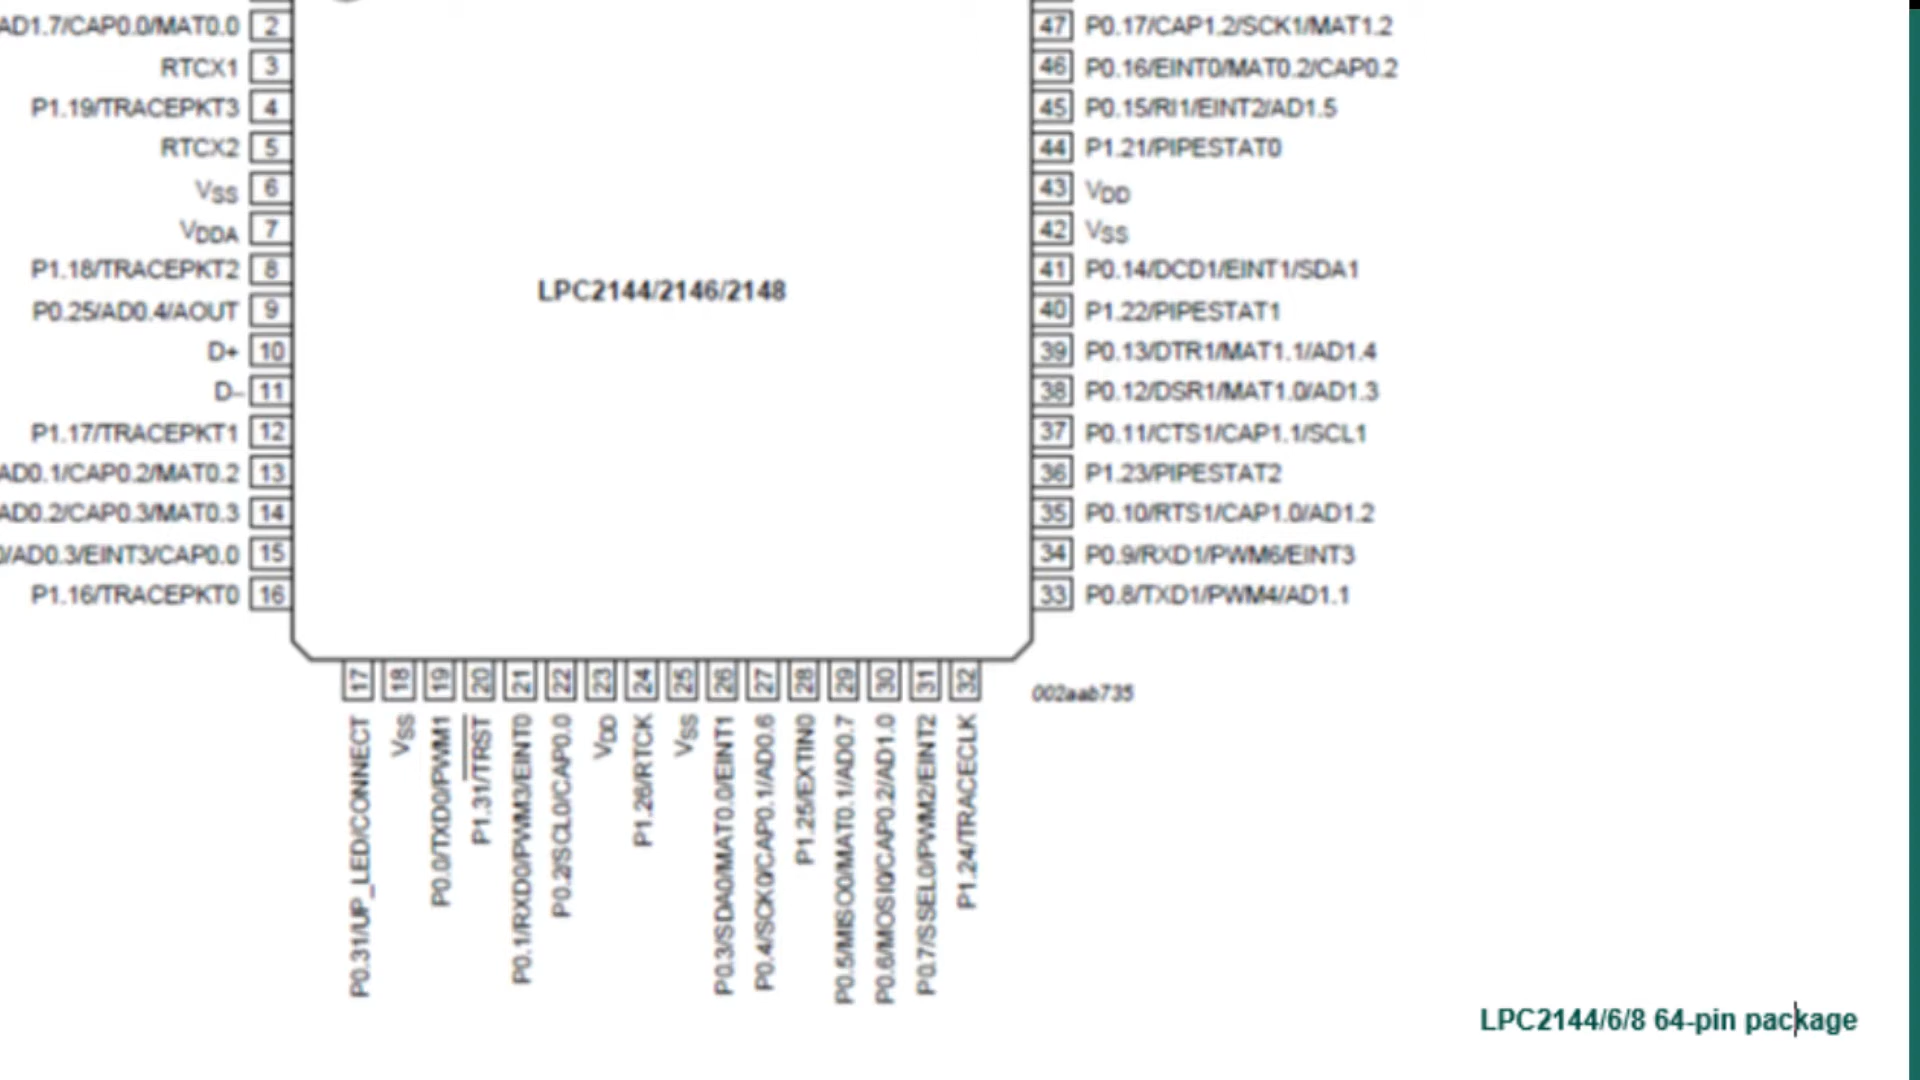 AD1.7/CAP0.0/MAT0.0 2
RTCX1 3
P1.19/TRACEPKT3 4
RTCX2 5
VSS 6
VDDA 7
P1.18/TRACEPKT2 8
P0.25/AD0.4/AOUT 9
D+ 10
D– 11
P1.17/TRACEPKT1 12
AD0.1/CAP0.2/MAT0.2 13
AD0.2/CAP0.3/MAT0.3 14
/AD0.3/EINT3/CAP0.0 15
P1.16/TRACEPKT0 16
LPC2144/2146/2148
47 P0.17/CAP1.2/SCK1/MAT1.2
46 P0.16/EINT0/MAT0.2/CAP0.2
45 P0.15/RI1/EINT2/AD1.5
44 P1.21/PIPESTAT0
43 VDD
42 VSS
41 P0.14/DCD1/EINT1/SDA1
40 P1.22/PIPESTAT1
39 P0.13/DTR1/MAT1.1/AD1.4
38 P0.12/DSR1/MAT1.0/AD1.3
37 P0.11/CTS1/CAP1.1/SCL1
36 P1.23/PIPESTAT2
35 P0.10/RTS1/CAP1.0/AD1.2
34 P0.9/RXD1/PWM6/EINT3
33 P0.8/TXD1/PWM4/AD1.1
17 P0.31/UP_LED/CONNECT
18 VSS
19 P0.0/TXD0/PWM1
20 P1.31/TRST
21 P0.1/RXD0/PWM3/EINT0
22 P0.2/SCL0/CAP0.0
23 VDD
24 P1.26/RTCK
25 VSS
26 P0.3/SDA0/MAT0.0/EINT1
27 P0.4/SCK0/CAP0.1/AD0.6
28 P1.25/EXTIN0
29 P0.5/MISO0/MAT0.1/AD0.7
30 P0.6/MOSI0/CAP0.2/AD1.0
31 P0.7/SSEL0/PWM2/EINT2
32 P1.24/TRACECLK
002aab735
LPC2144/6/8 64-pin package